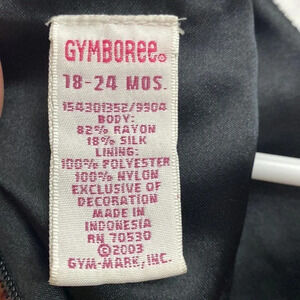 GYMBOREE®
18-24 MOS.
154301352/9904
BODY:
82% RAYON
18% SILK
LINING:
100% POLYESTER
100% NYLON
EXCLUSIVE OF
DECORATION
MADE IN
INDONESIA
RN 70530
©2003
GYM-MARK, INC.